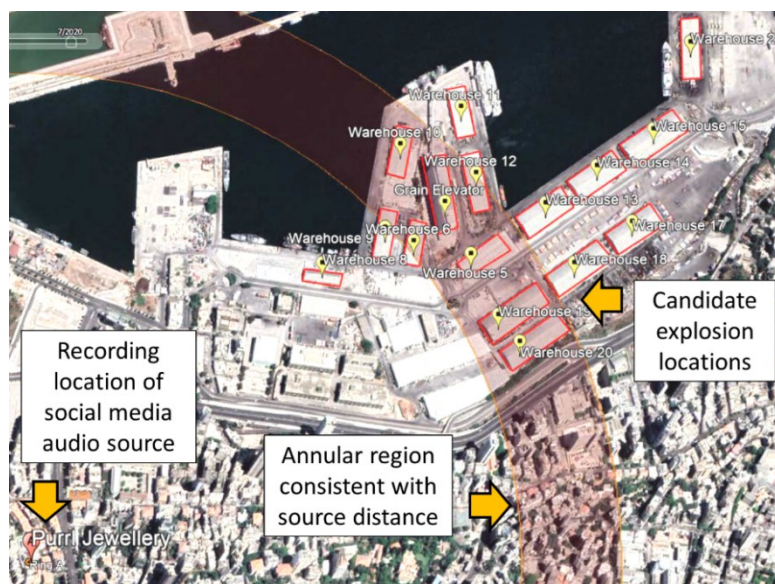 7/2020
Warehouse 2
Warehouse 11
Warehouse 15
Warehouse 10
Warehouse 14
Warehouse 12
Grain Elevator
Warehouse 13
Warehouse 6
Warehouse 17
Warehouse 9
Warehouse 8
Warehouse 5
Warehouse 18
Warehouse 19
Warehouse 20
Candidate
explosion
locations
Recording
location of
social media
audio source
Annular region
consistent with
source distance
Purrl Jewellery